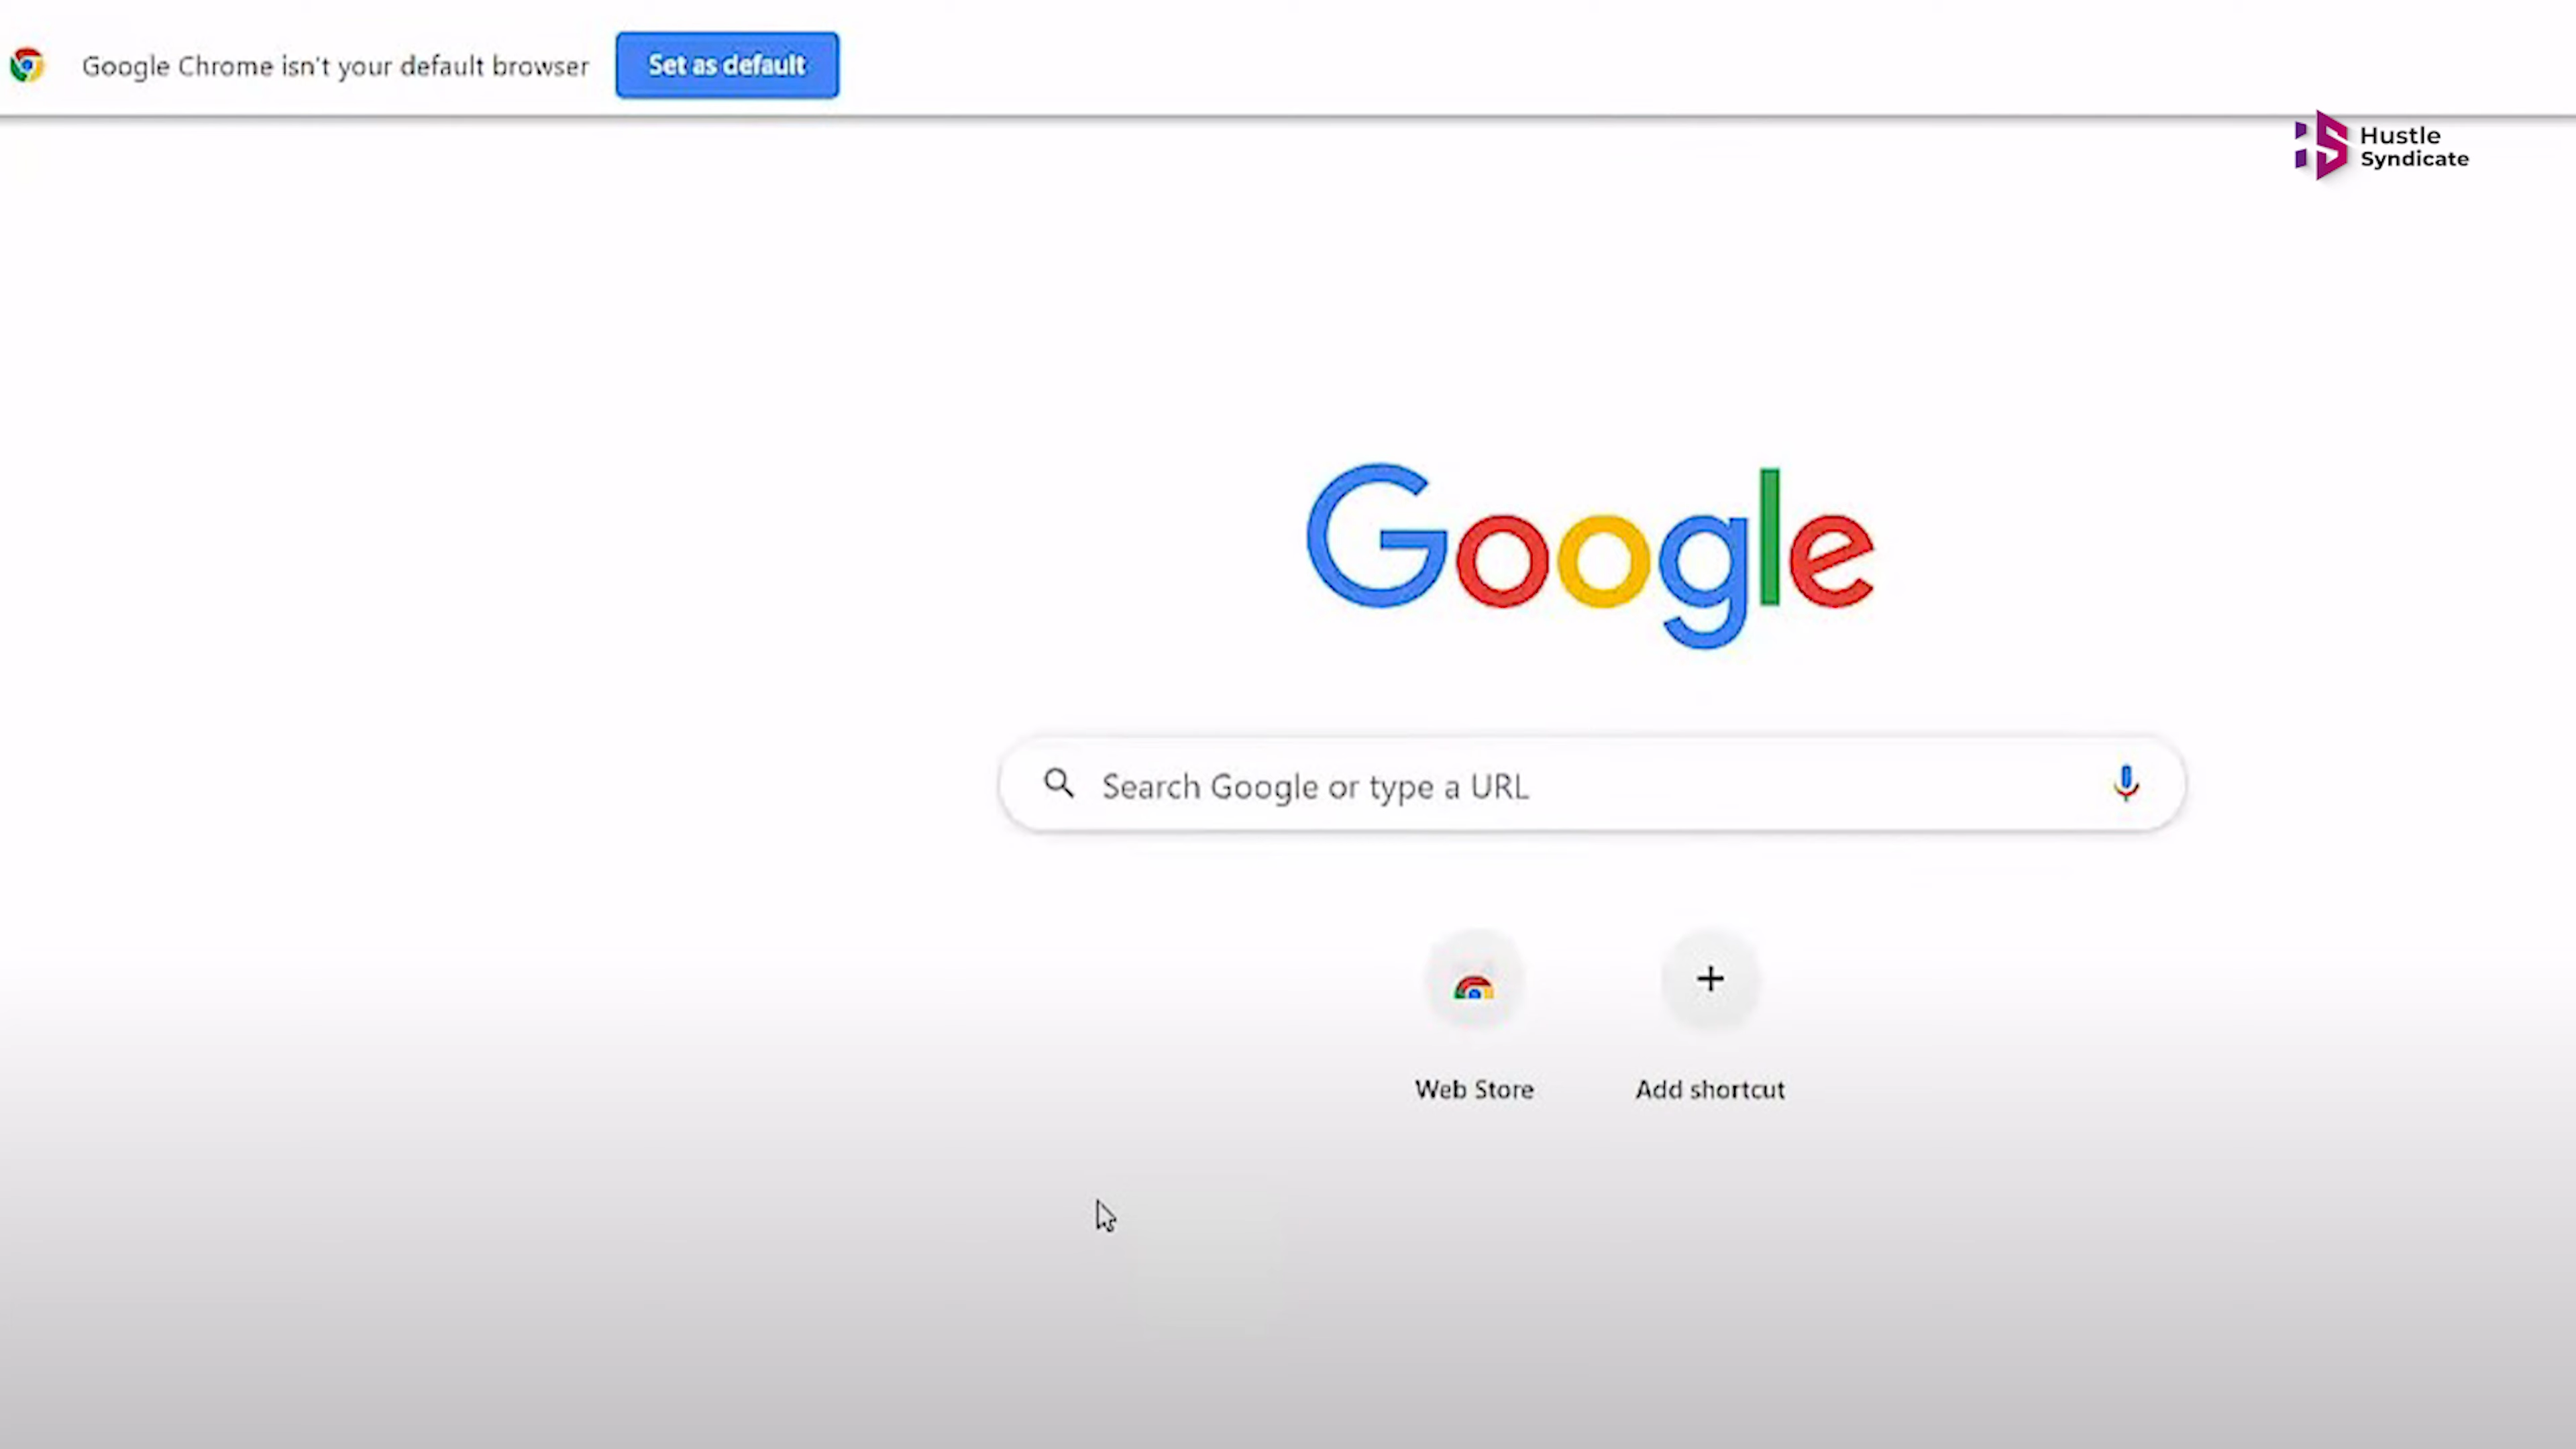 Google Chrome isn't your default browser
Set as default
Hustle
Syndicate
Google
Search Google or type a URL
Web Store
Add shortcut